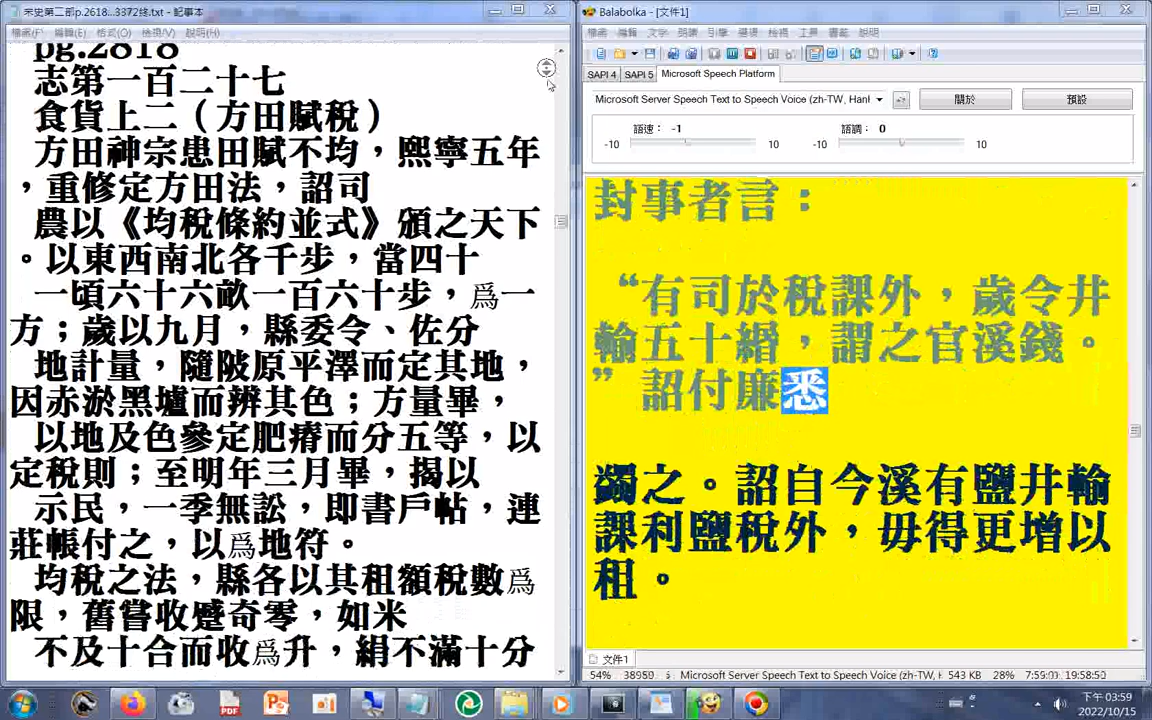 宋史第二部p.2618...3372终.txt - 記事本
檔案(F) 編輯(E) 格式(O) 檢視(V) 說明(H)
pg.2818
志第一百二十七
食貨上二（方田賦稅）
方田神宗患田賦不均，熙寧五年
，重修定方田法，詔司
農以《均稅條約並式》頒之天下
。以東西南北各千步，當四十
一頃六十六畝一百六十步，爲一
方；歲以九月，縣委令、佐分
地計量，隨陂原平澤而定其地，
因赤淤黑壚而辨其色；方量畢，
以地及色參定肥瘠而分五等，以
定稅則；至明年三月畢，揭以
示民，一季無訟，即書戶帖，連
莊帳付之，以爲地符。
均稅之法，縣各以其租額稅數爲
限，舊嘗收蹙奇零，如米
不及十合而收爲升，絹不滿十分
Balabolka - [文件1]
檔案 編輯 文字 朗讀 引擎 選項 檢視 工具 書籤 說明
SAPI 4 SAPI 5 Microsoft Speech Platform
Microsoft Server Speech Text to Speech Voice (zh-TW, Hanl
關於 預設
語速： -1 語調： 0
-10 10 -10 10
封事者言：
“有司於稅課外，歲令井
輸五十緡，謂之官溪錢。
” 詔付廉悉
蠲之。詔自今溪有鹽井輸
課利鹽稅外，毋得更增以
租。
文件1
54% 38950 Microsoft Server Speech Text to Speech Voice (zh-TW, H 543 KB 28% 7:59:03 19:58:50
下午 03:59
2022/10/15